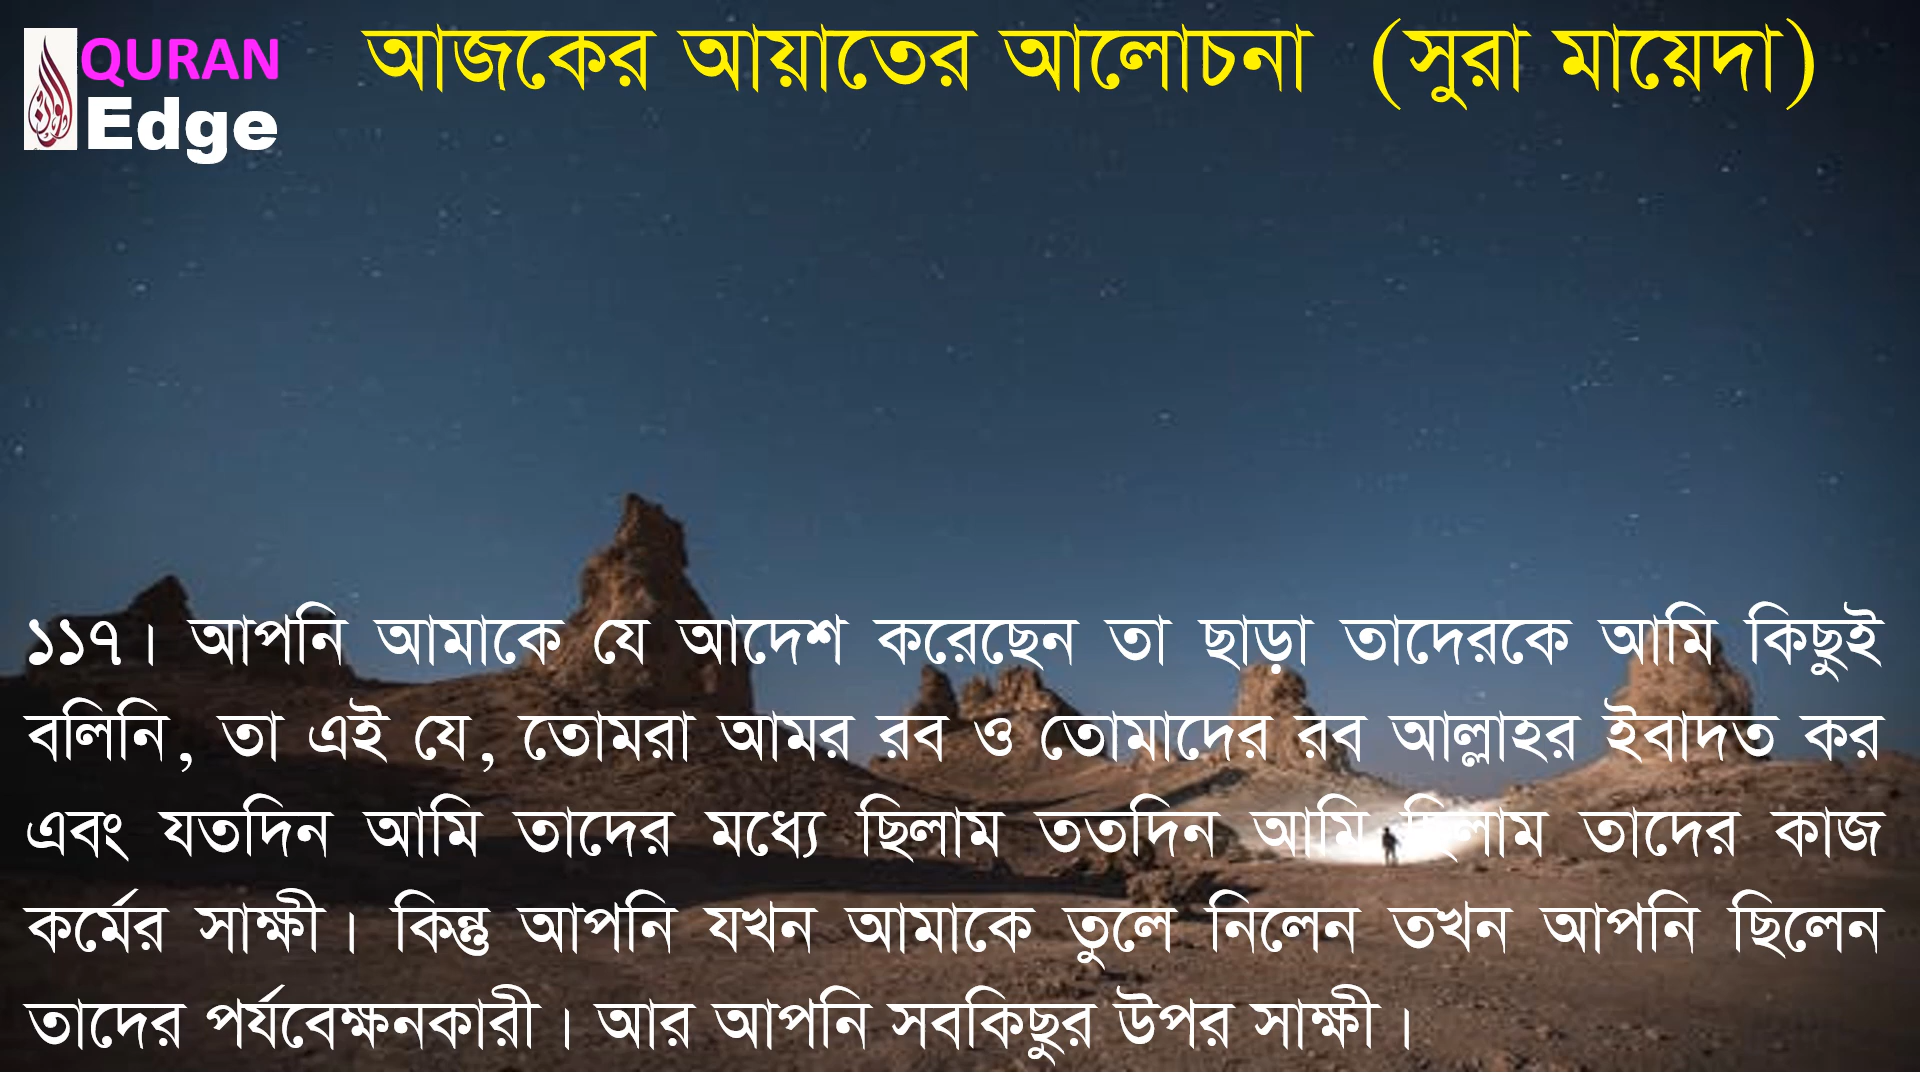 QURAN
Edge
আজকের আয়াতের আলোচনা (সুরা মায়েদা)
১১৭। আপনি আমাকে যে আদেশ করেছেন তা ছাড়া তাদেরকে আমি কিছুই
বলিনি, তা এই যে, তোমরা আমর রব ও তোমাদের রব আল্লাহর ইবাদত কর
এবং যতদিন আমি তাদের মধ্যে ছিলাম ততদিন আমি ছিলাম তাদের কাজ
কর্মের সাক্ষী। কিন্তু আপনি যখন আমাকে তুলে নিলেন তখন আপনি ছিলেন
তাদের পর্যবেক্ষনকারী। আর আপনি সবকিছুর উপর সাক্ষী।